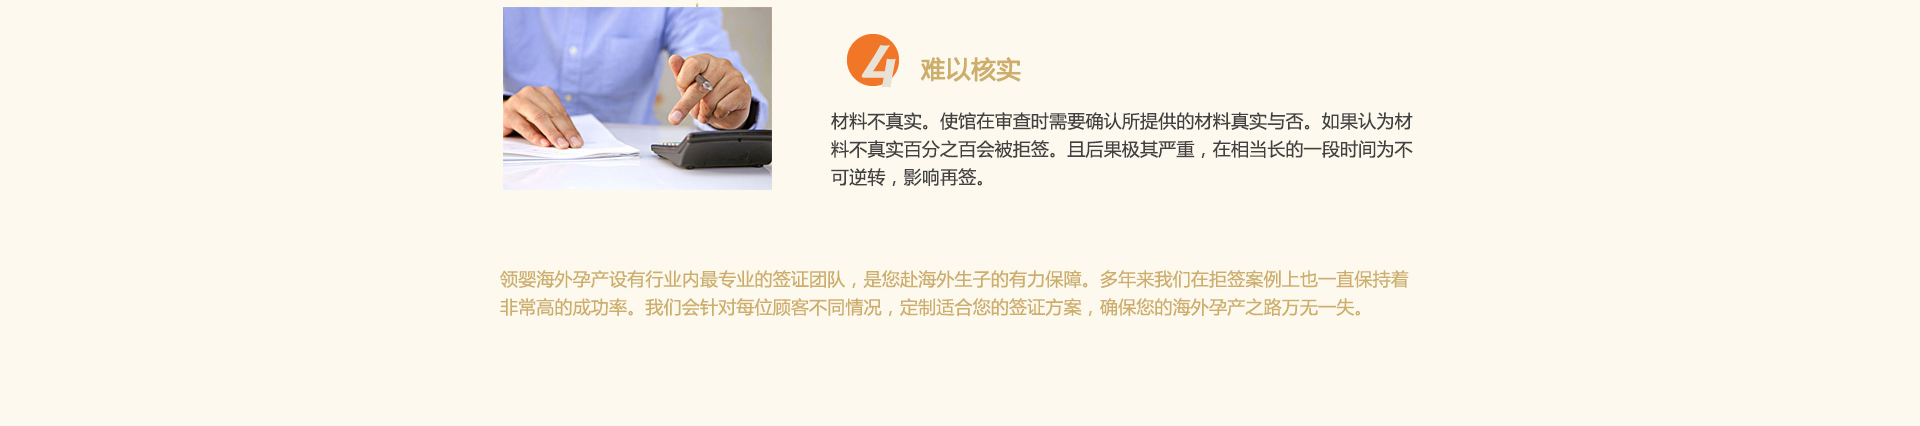 4 难以核实
材料不真实。使馆在审查时需要确认所提供的材料真实与否。如果认为材
料不真实百分之百会被拒签。且后果极其严重，在相当长的一段时间为不
可逆转，影响再签。
领婴海外孕产设有行业内最专业的签证团队，是您赴海外生子的有力保障。多年来我们在拒签案例上也一直保持着
非常高的成功率。我们会针对每位顾客不同情况，定制适合您的签证方案，确保您的海外孕产之路万无一失。